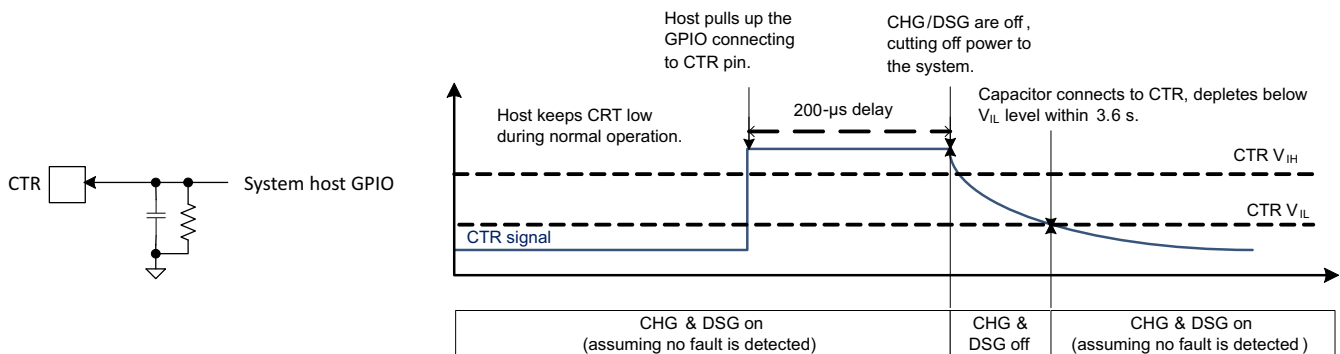 Host pulls up the
GPIO connecting
to CTR pin.
CHG/DSG are off ,
cutting off power to
the system.
Host keeps CRT low
during normal operation.
200-µs delay
Capacitor connects to CTR, depletes below
VIL level within 3.6 s.
CTR VIH
CTR
System host GPIO
CTR VIL
CTR signal
CHG & DSG on
(assuming no fault is detected)
CHG &
DSG off
CHG & DSG on
(assuming no fault is detected )